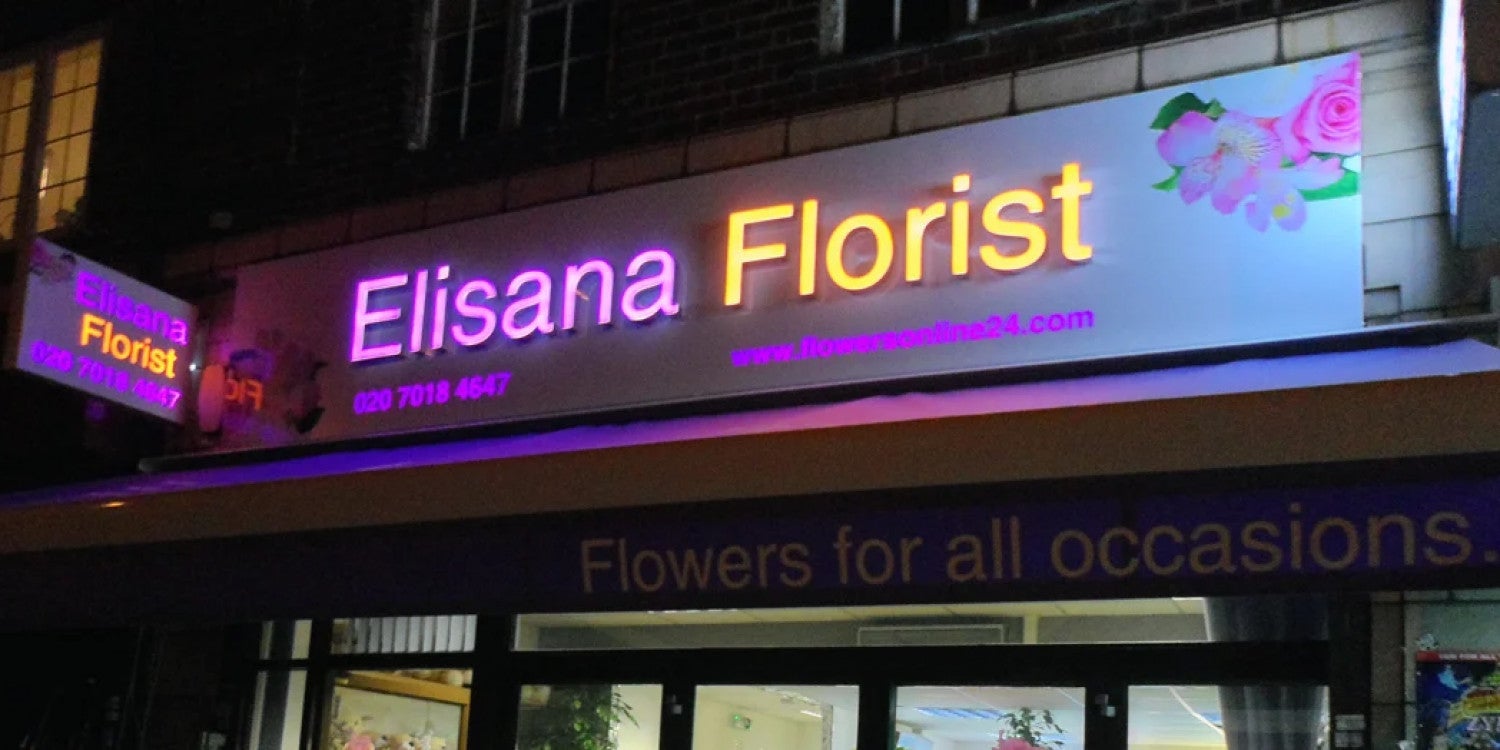 Elisana Florist
020 7018 4647
www.flowersonline24.com
Elisana
Florist
020 7018 4647
Flowers for all occasions.